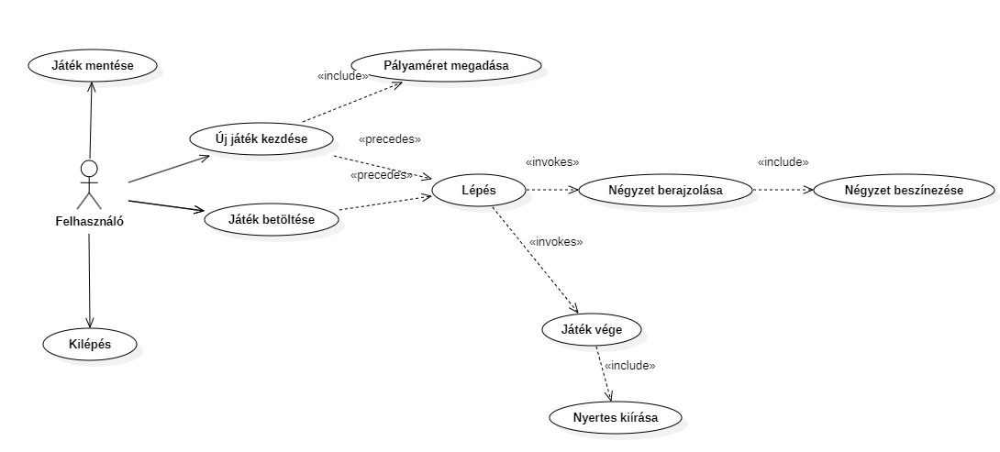 Játék mentése
Pályaméret megadása
«include»
Új játék kezdése
«precedes»
«invokes»
«include»
«precedes»
Lépés
Négyzet berajzolása
Négyzet beszínezése
Felhasználó
Játék betöltése
«invokes»
Játék vége
Kilépés
«include»
Nyertes kiírása